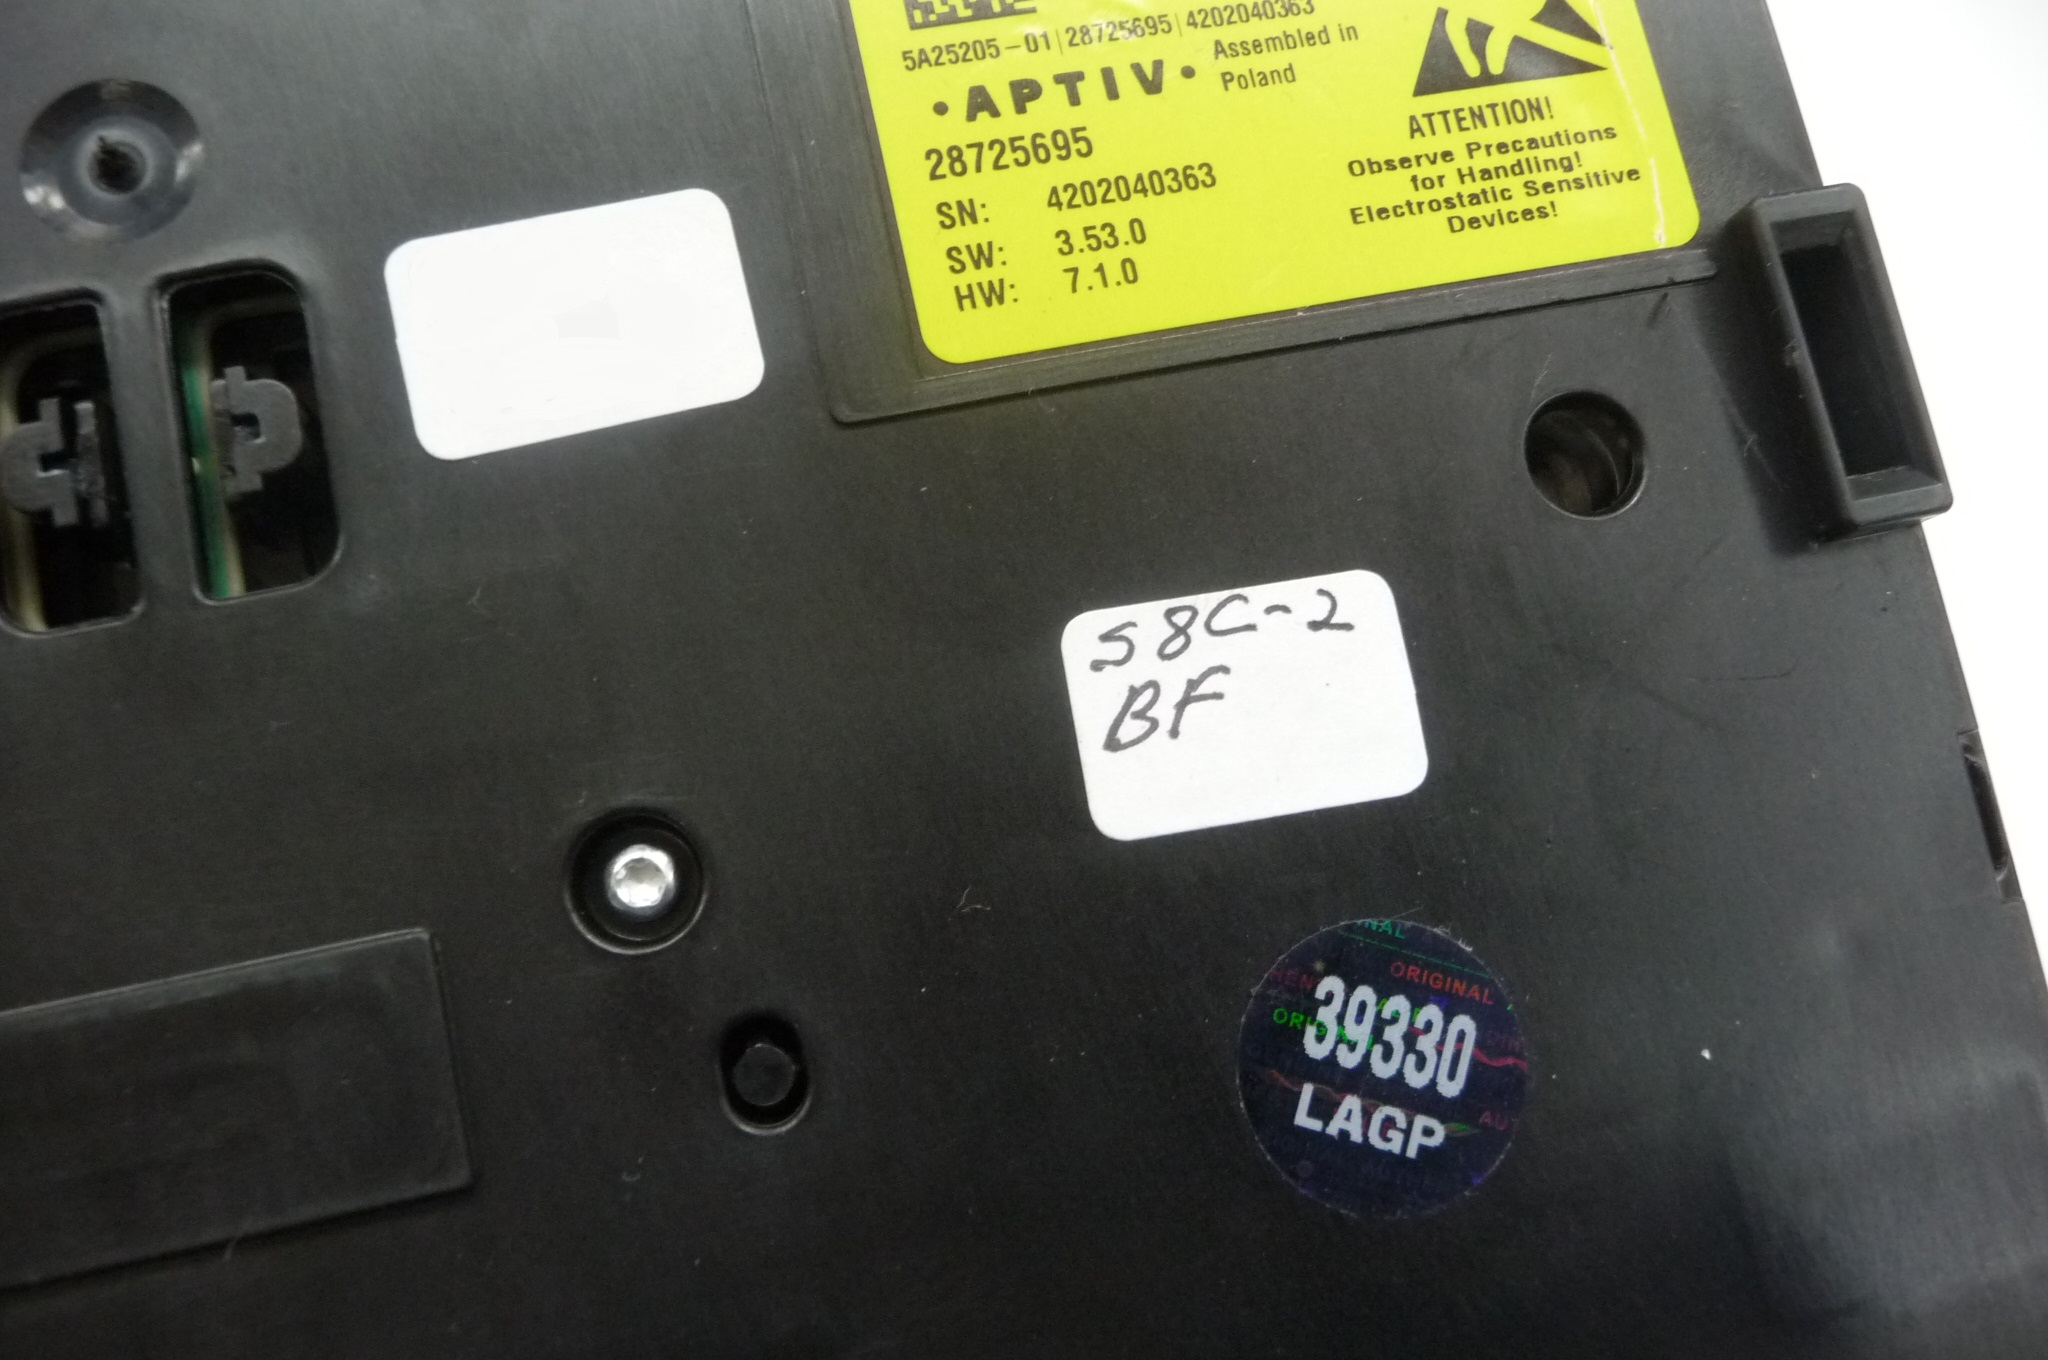 5A25205-01|28725695|4202040363
• APTIV •
Assembled in
Poland
28725695
SN: 4202040363
SW: 3.53.0
HW: 7.1.0
ATTENTION!
Observe Precautions
for Handling!
Electrostatic Sensitive
Devices!
S8C-2
BF
ORIGINAL
39330
LAGP